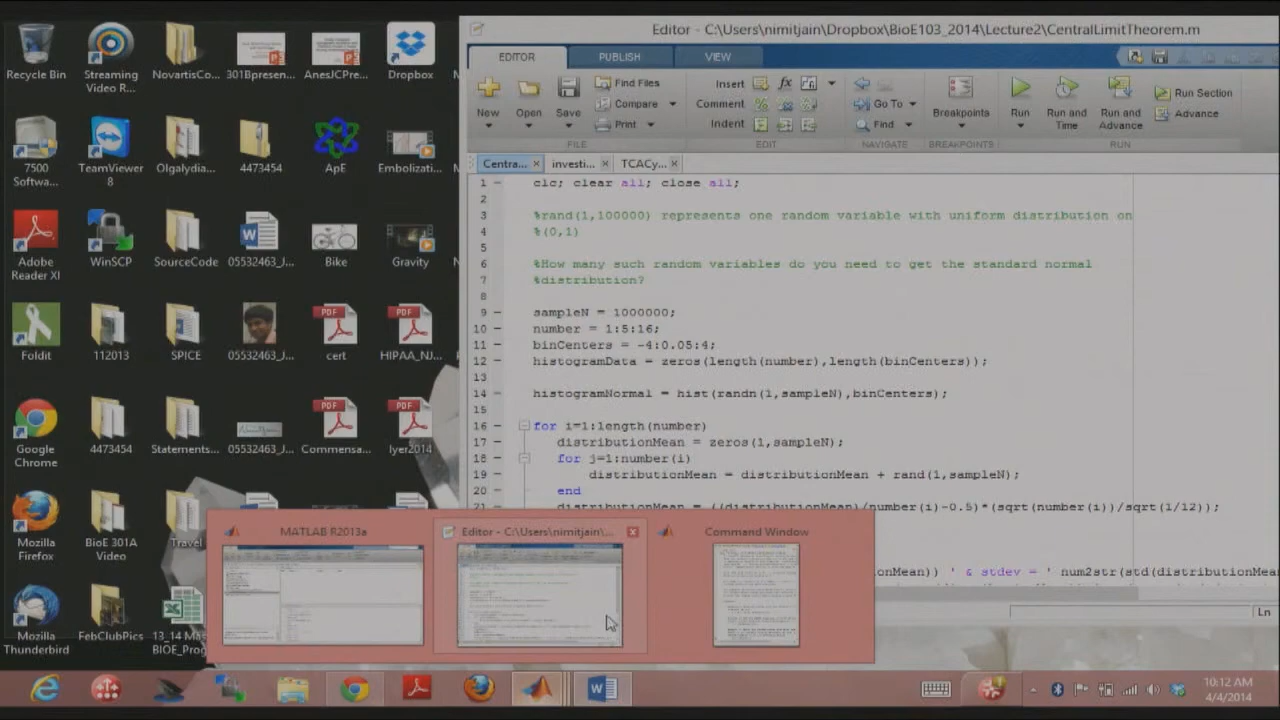 Editor - C:\Users\nimitjain\Dropbox\BioE103_2014\Lecture2\CentralLimitTheorem.m
EDITOR PUBLISH VIEW
New Open Save
Find Files
Compare
Print
FILE
Insert
Comment
Indent
EDIT
Go To
Find
NAVIGATE
Breakpoints
BREAKPOINTS
Run Run and Time Run and Advance
Run Section
Advance
RUN
Centra... investi... TCACy...
1 clc; clear all; close all;
2
3 %rand(1,100000) represents one random variable with uniform distribution on
4 %(0,1)
5
6 %How many such random variables do you need to get the standard normal
7 %distribution?
8
9 sampleN = 1000000;
10 number = 1:5:16;
11 binCenters = -4:0.05:4;
12 histogramData = zeros(length(number),length(binCenters));
13
14 histogramNormal = hist(randn(1,sampleN),binCenters);
15
16 for i=1:length(number)
17 distributionMean = zeros(1,sampleN);
18 for j=1:number(i)
19 distributionMean = distributionMean + rand(1,sampleN);
20 end
21 distributionMean = ((distributionMean)/number(i)-0.5)*(sqrt(number(i))/sqrt(1/12));
Mean)) ' & stdev = ' num2str(std(distributionMea
Ln
Recycle Bin
Streaming Video R...
NovartisCo...
301Bpresen...
AnesJCPre...
Dropbox
7500 Softwa...
TeamViewer 8
Olgalydia...
4473454
ApE
Embolizati...
Adobe Reader XI
WinSCP
SourceCode
05532463_J...
Bike
Gravity
Foldit
112013
SPICE
05532463_J...
cert
HIPAA_NJ...
Google Chrome
4473454
Statements...
05532463_J...
Commensa...
Iyer2014
Mozilla Firefox
BioE 301A Video
Travel
Mozilla Thunderbird
FebClubPics
13_14 Ma
BIOE_Prog
MATLAB R2013a
Editor - C:\Users\nimitjain\...
Command Window
10:12 AM
4/4/2014